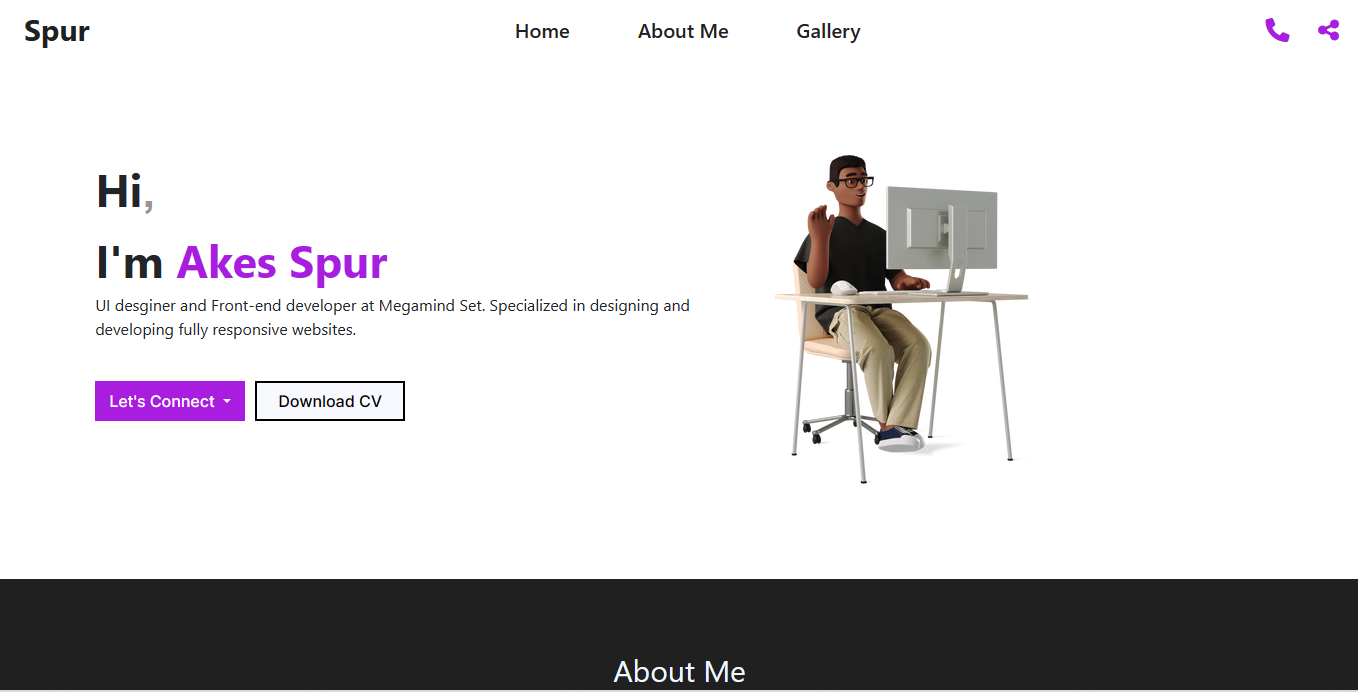 Spur
Home
About Me
Gallery
Hi,
I'm Akes Spur
UI desginer and Front-end developer at Megamind Set. Specialized in designing and
developing fully responsive websites.
Let's Connect
Download CV
About Me